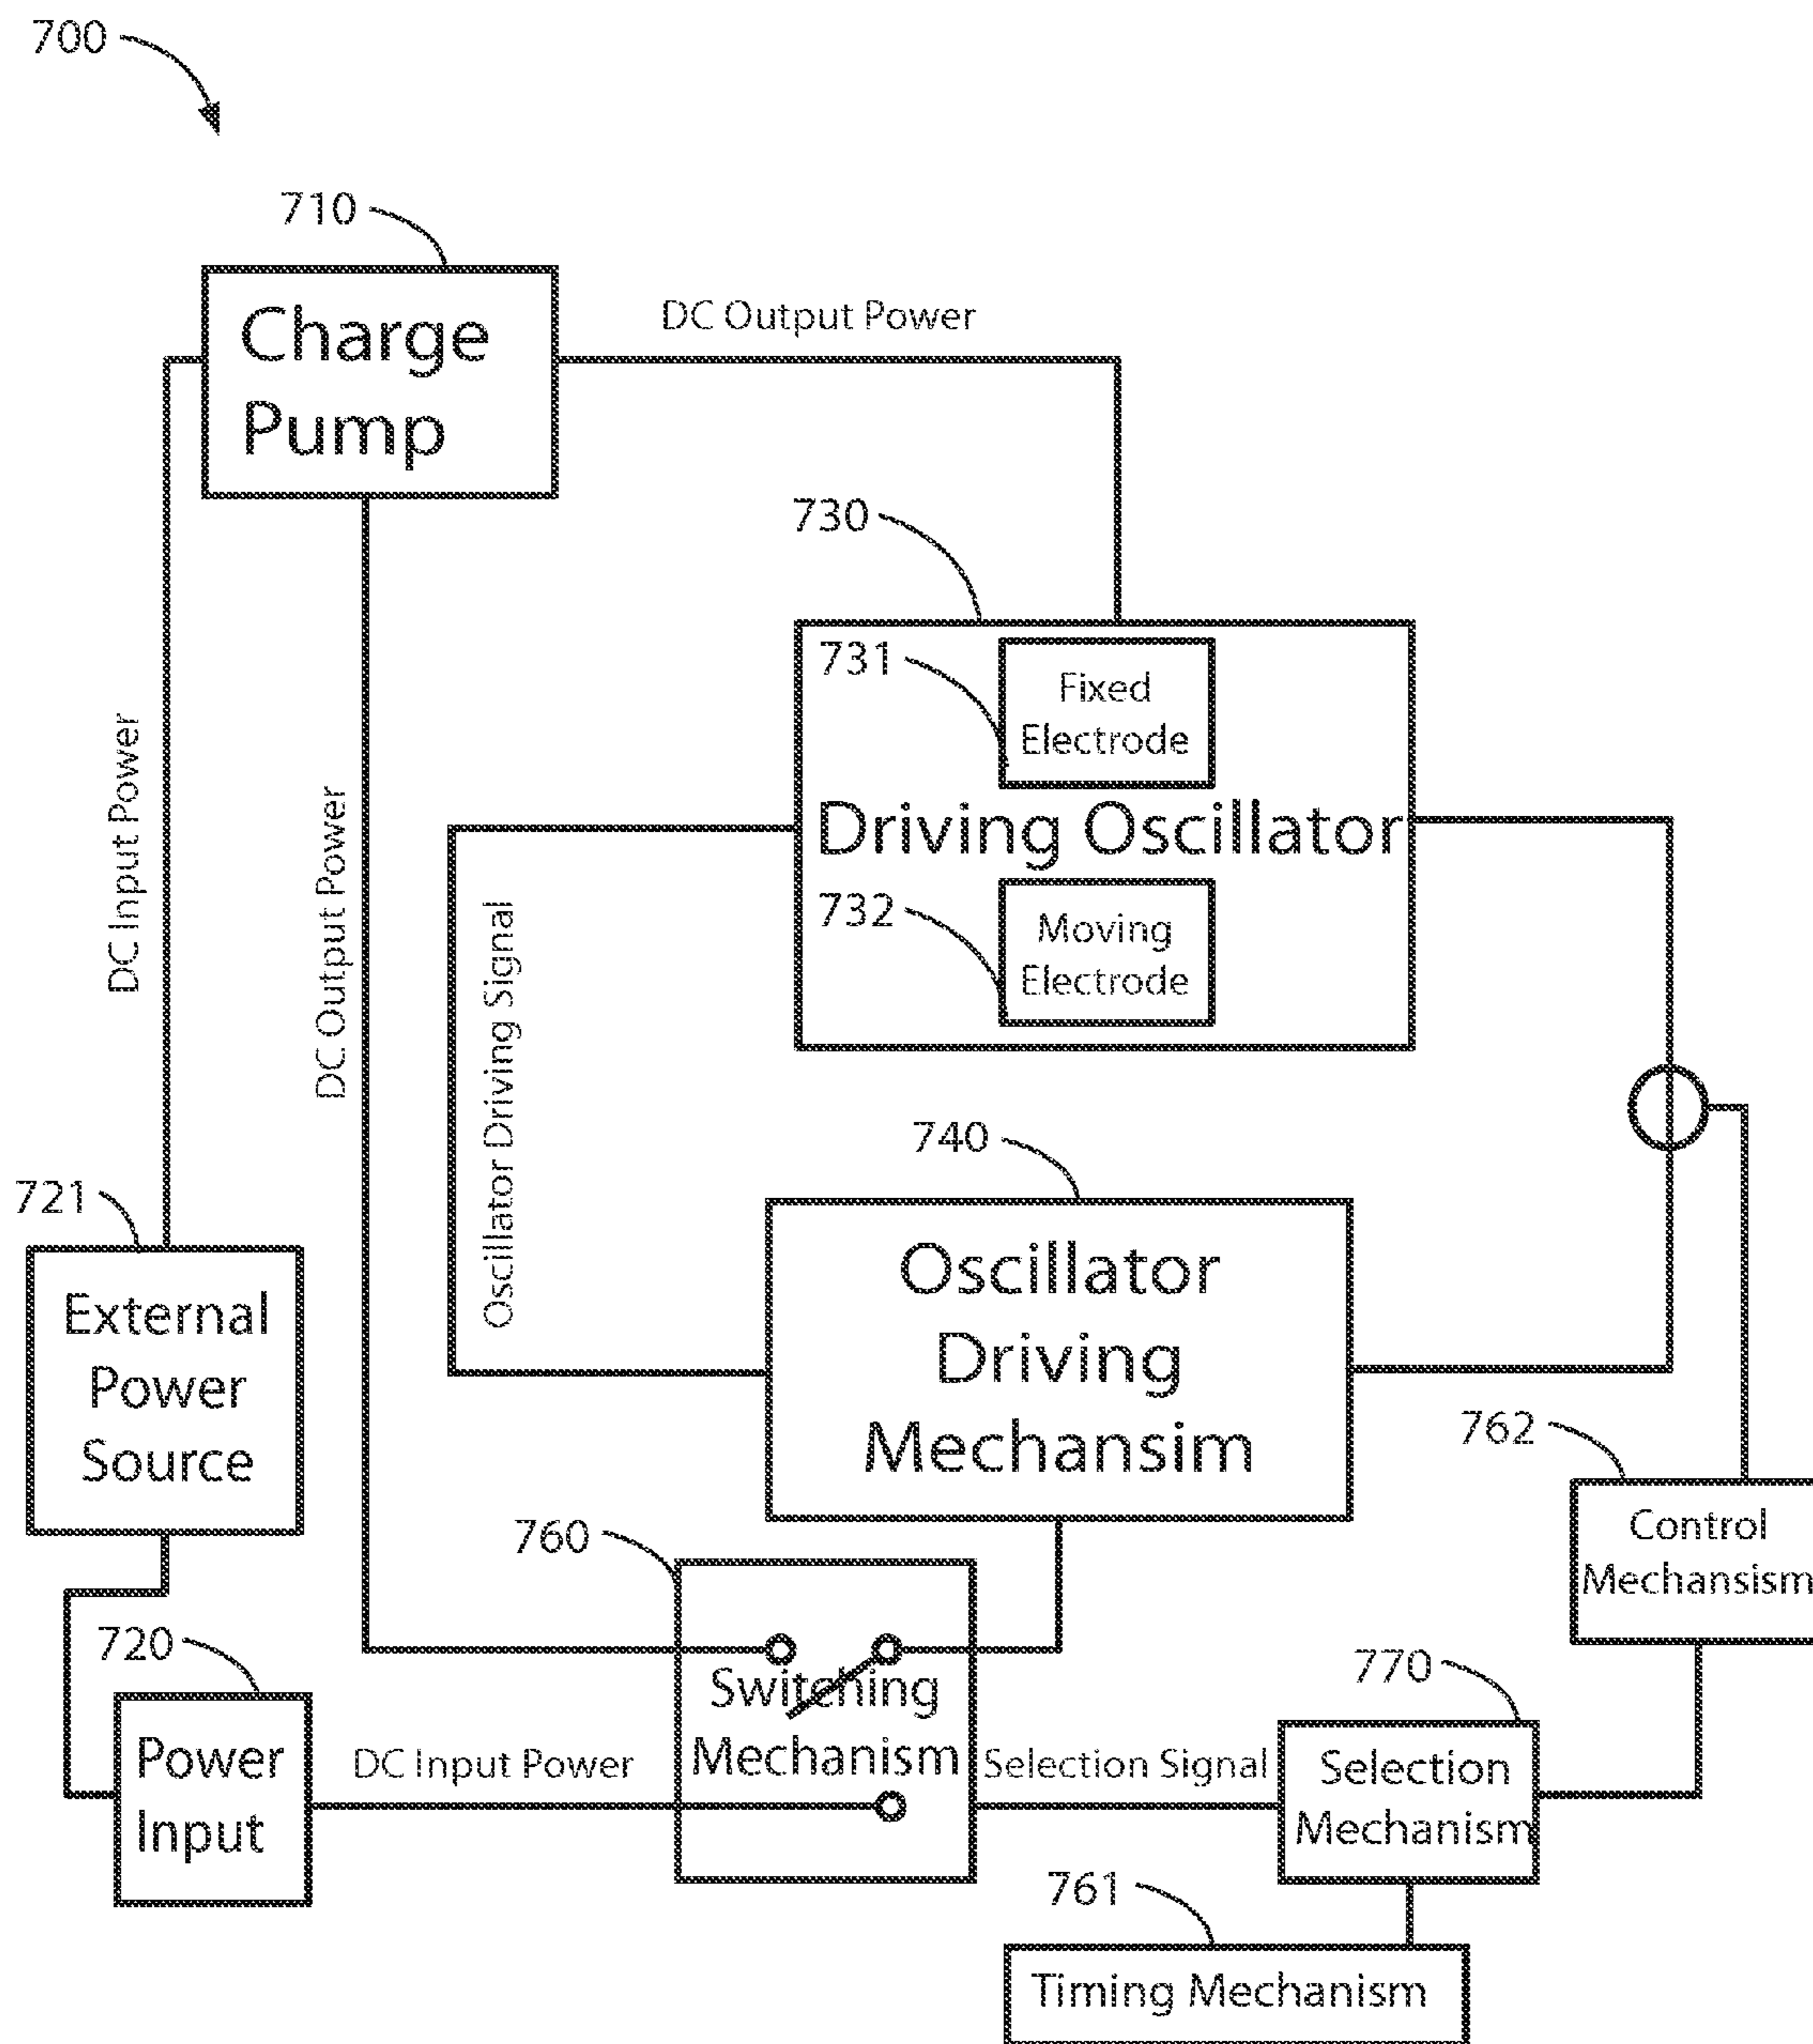 700
710
Charge
Pump
DC Output Power
730
731
Fixed
Electrode
Driving Oscillator
732
Moving
Electrode
DC Input Power
DC Output Power
Oscillator Driving Signal
740
Oscillator
Driving
Mechansim
721
External
Power
Source
762
Control
Mechansism
760
Switching
Mechanism
720
Power
Input
DC Input Power
Selection Signal
770
Selection
Mechanism
761
Timing Mechanism